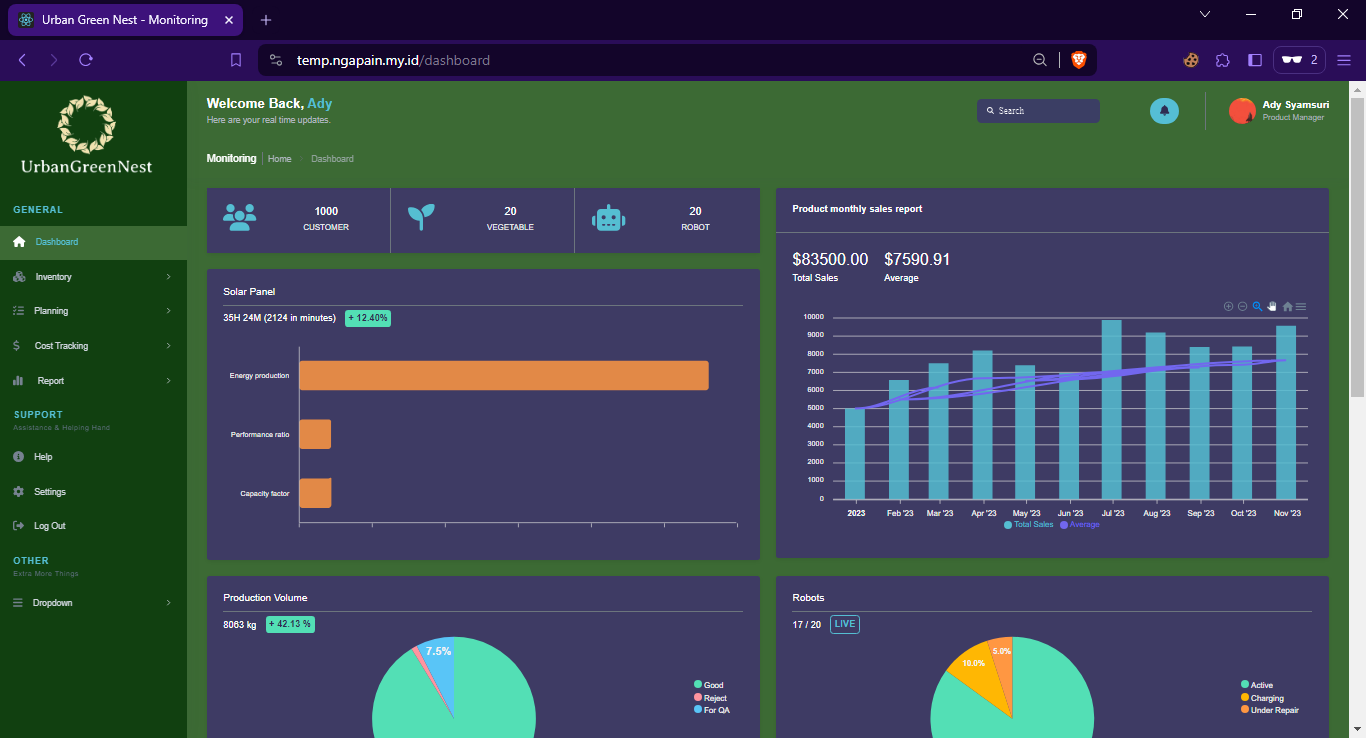 Urban Green Nest - Monitoring
temp.ngapain.my.id/dashboard
2
UrbanGreenNest
GENERAL
Dashboard
Inventory
Planning
Cost Tracking
Report
SUPPORT
Assistance & Helping Hand
Help
Settings
Log Out
OTHER
Extra More Things
Dropdown
Welcome Back, Ady
Here are your real time updates.
Search
Ady Syamsuri
Product Manager
Monitoring Home Dashboard
1000
CUSTOMER
20
VEGETABLE
20
ROBOT
Solar Panel
35H 24M (2124 in minutes) + 12.40%
Energy production
Performance ratio
Capacity factor
Product monthly sales report
$83500.00 $7590.91
Total Sales Average
10000
9000
8000
7000
6000
5000
4000
3000
2000
1000
0
2023 Feb '23 Mar '23 Apr '23 May '23 Jun '23 Jul '23 Aug '23 Sep '23 Oct '23 Nov '23
Total Sales Average
Production Volume
8063 kg + 42.13 %
7.5%
Good
Reject
For QA
Robots
17 / 20 LIVE
5.0%
10.0%
Active
Charging
Under Repair